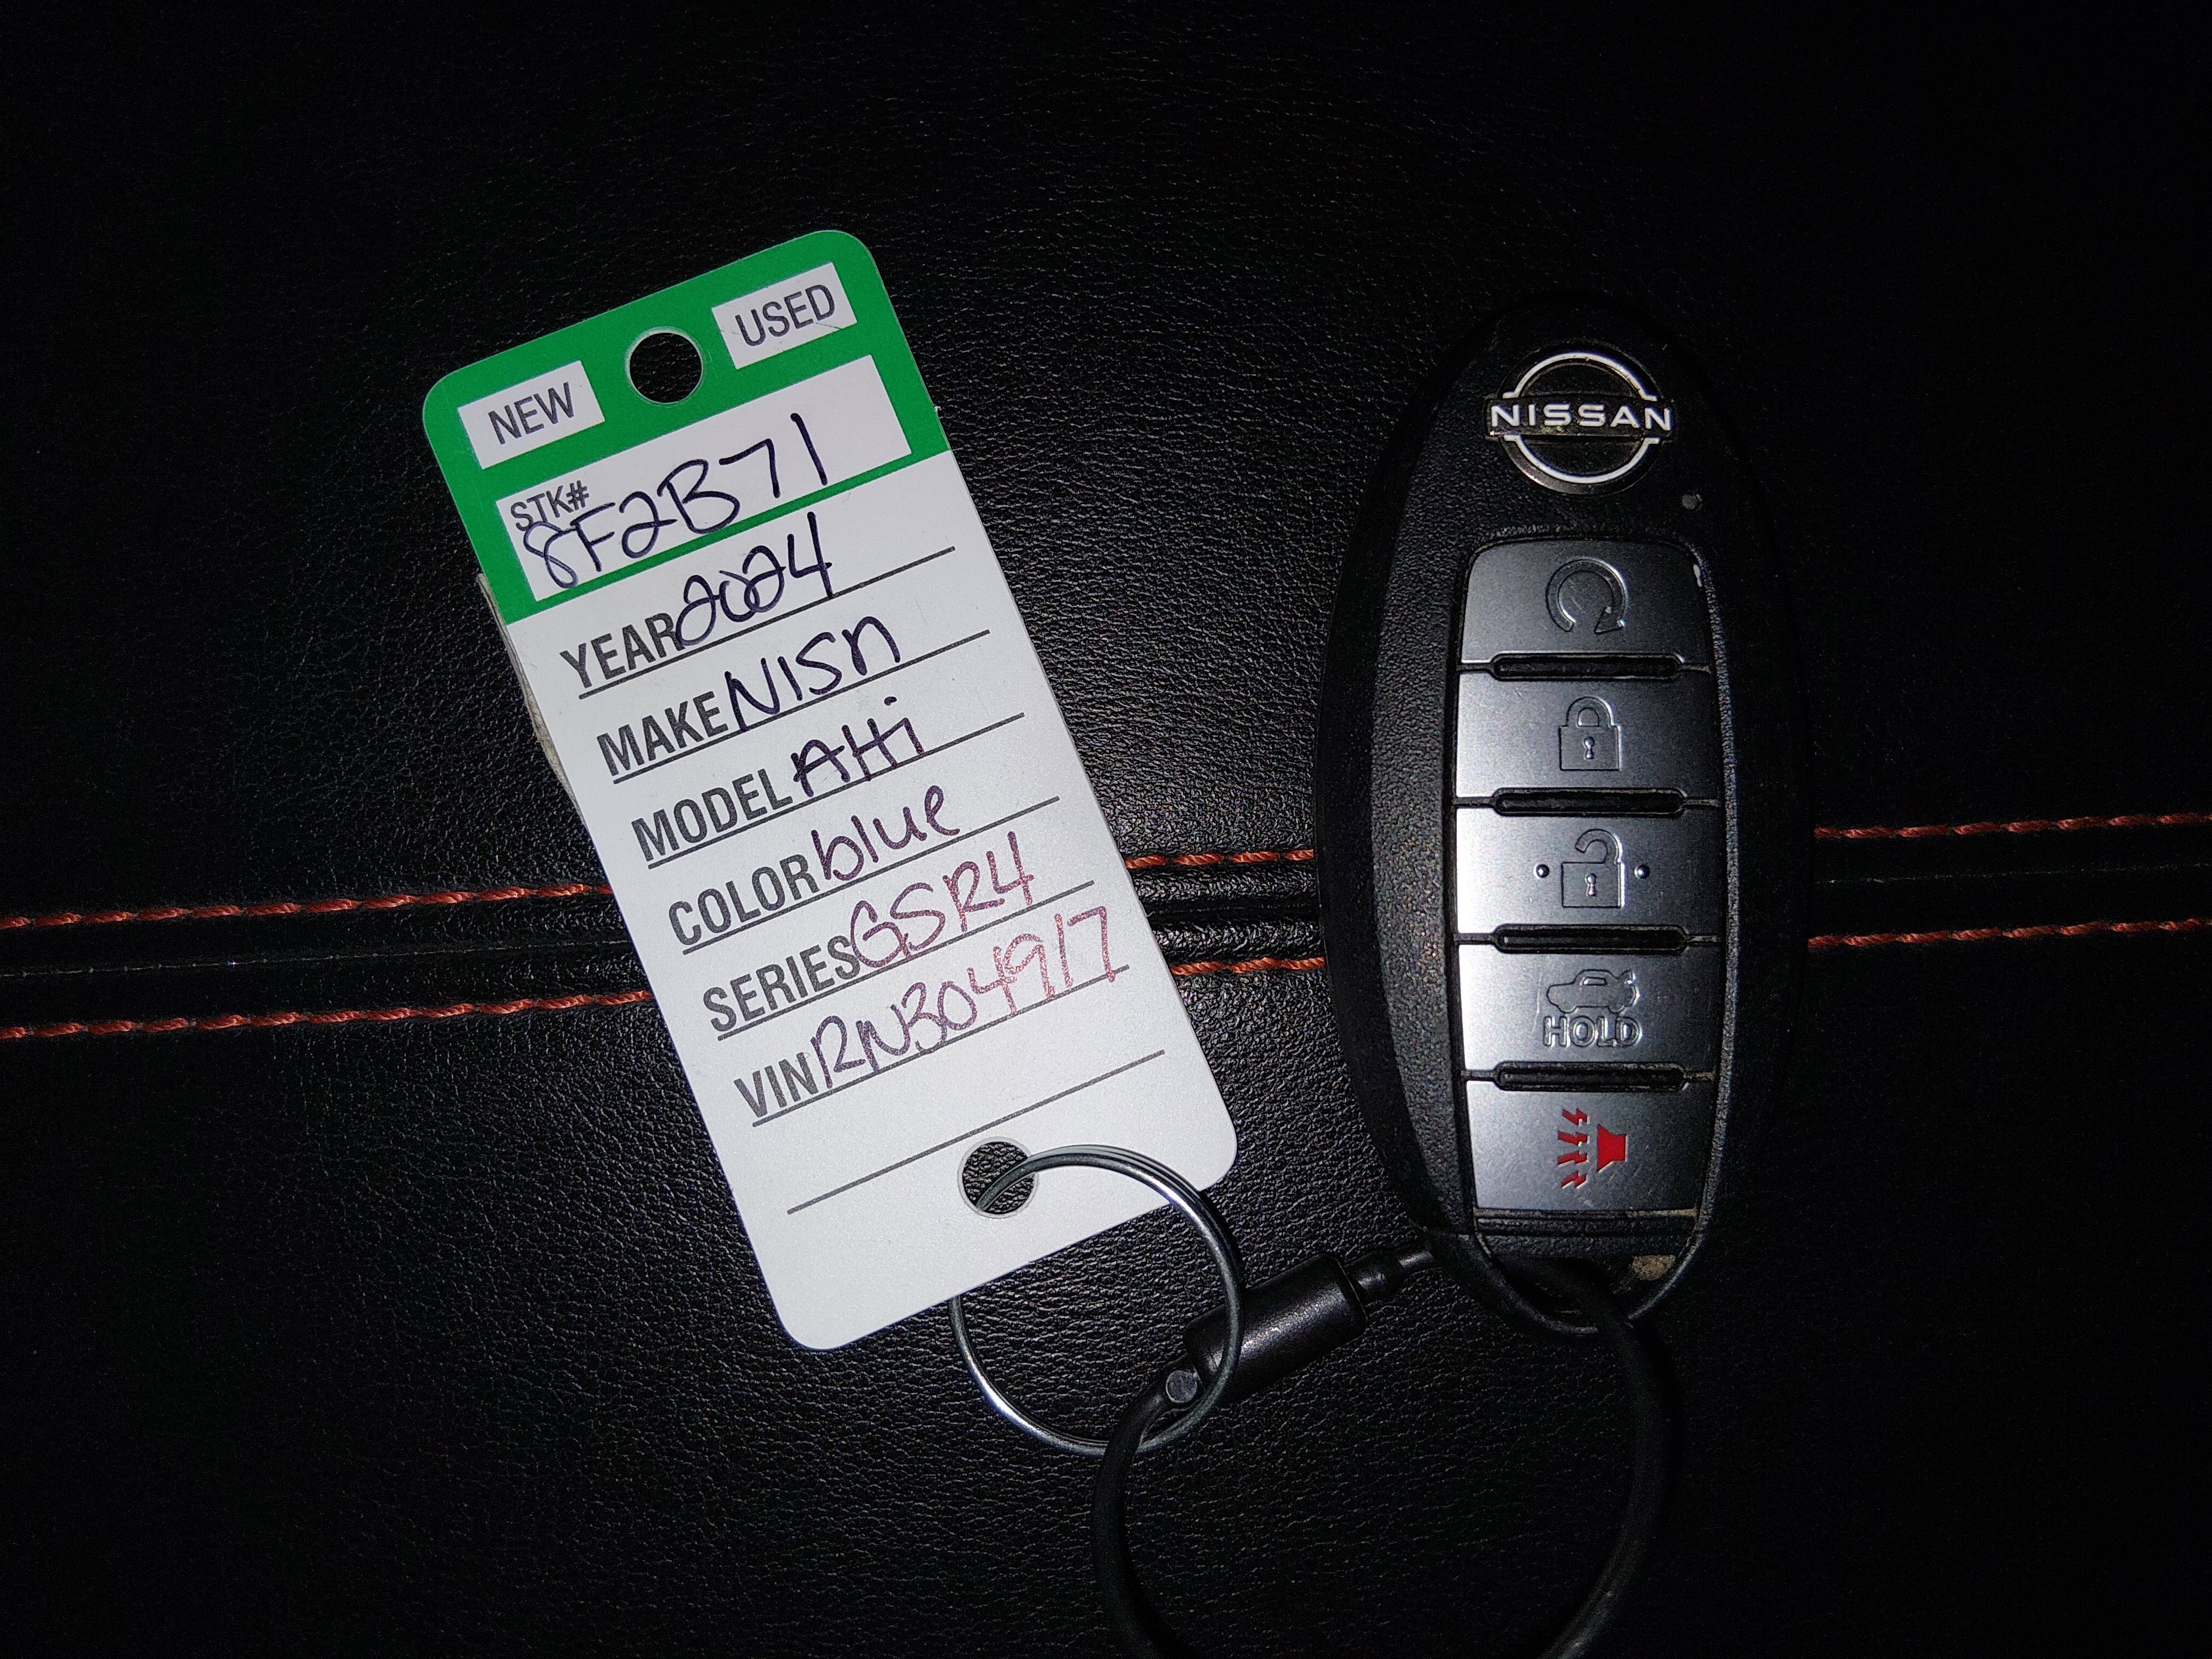 NEW
USED
STK# 8F2B71
YEAR 2024
MAKE NISN
MODEL Alti
COLOR blue
SERIES GSR4
VIN RN304917
NISSAN
HOLD